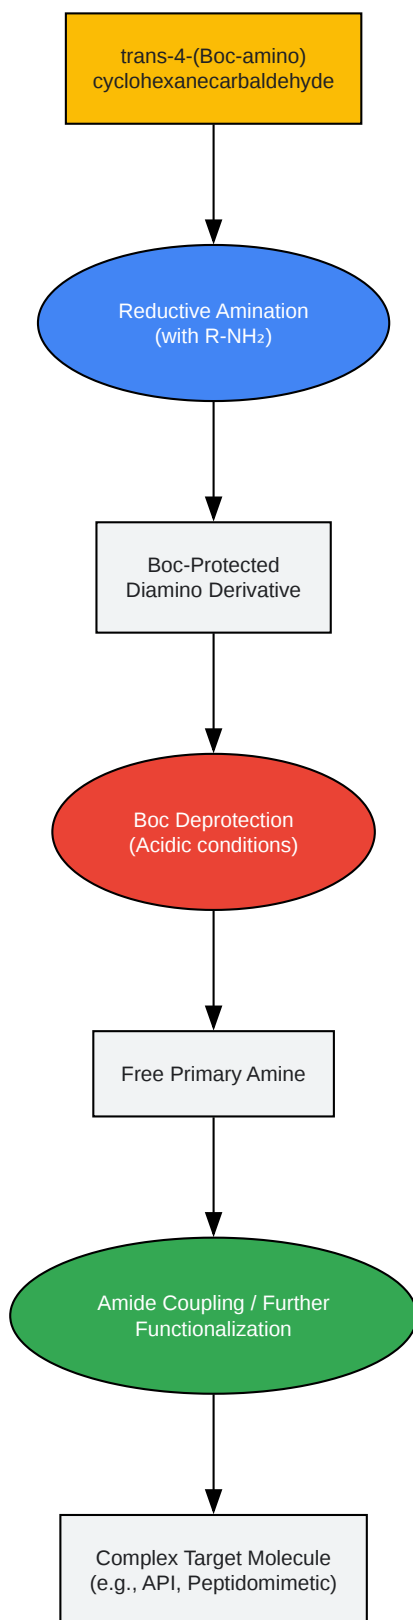 trans-4-(Boc-amino)
cyclohexanecarbaldehyde
Reductive Amination
(with R-NH₂)
Boc-Protected
Diamino Derivative
Boc Deprotection
(Acidic conditions)
Free Primary Amine
Amide Coupling / Further
Functionalization
Complex Target Molecule
(e.g., API, Peptidomimetic)